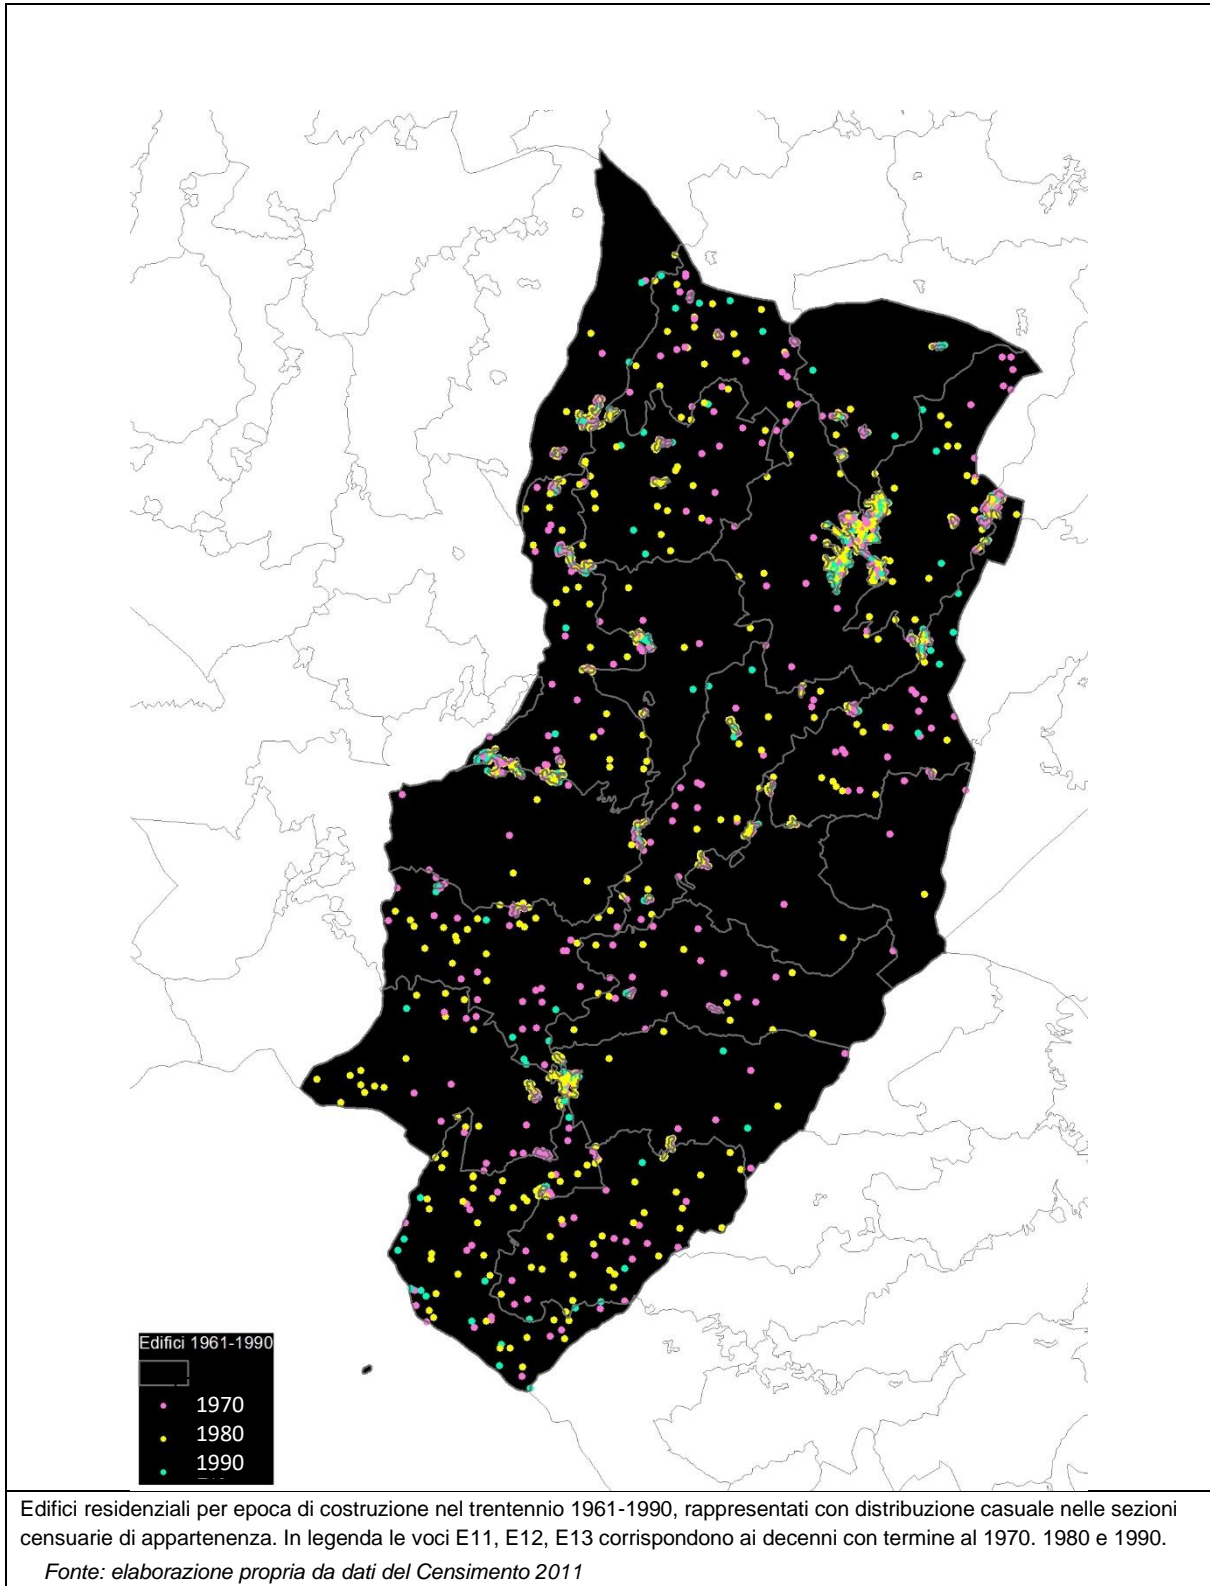 Edifici 1961-1990
1970
1980
1990
Edifici residenziali per epoca di costruzione nel trentennio 1961-1990, rappresentati con distribuzione casuale nelle sezioni
censuarie di appartenenza. In legenda le voci E11, E12, E13 corrispondono ai decenni con termine al 1970. 1980 e 1990.
Fonte: elaborazione propria da dati del Censimento 2011